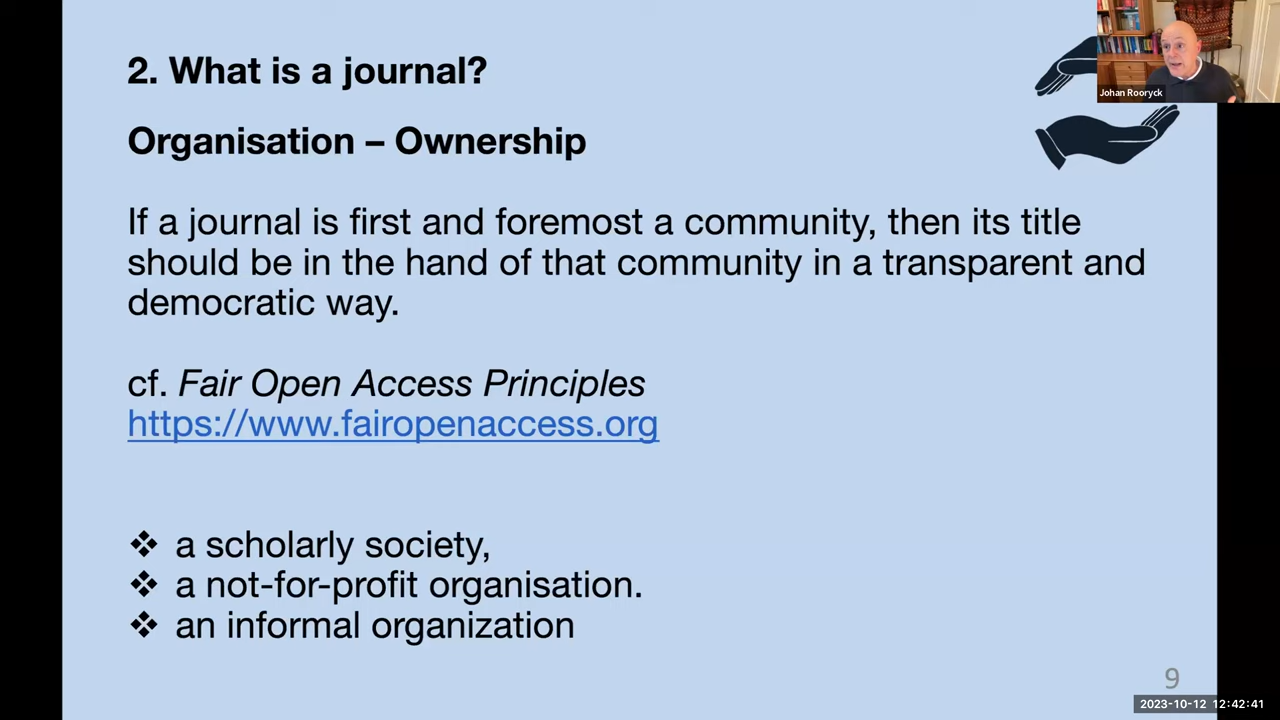 2. What is a journal?
Johan Rooryck
Organisation – Ownership
If a journal is first and foremost a community, then its title
should be in the hand of that community in a transparent and
democratic way.
cf. Fair Open Access Principles
https://www.fairopenaccess.org
❖ a scholarly society,
❖ a not-for-profit organisation.
❖ an informal organization
9
2023-10-12 12:42:41